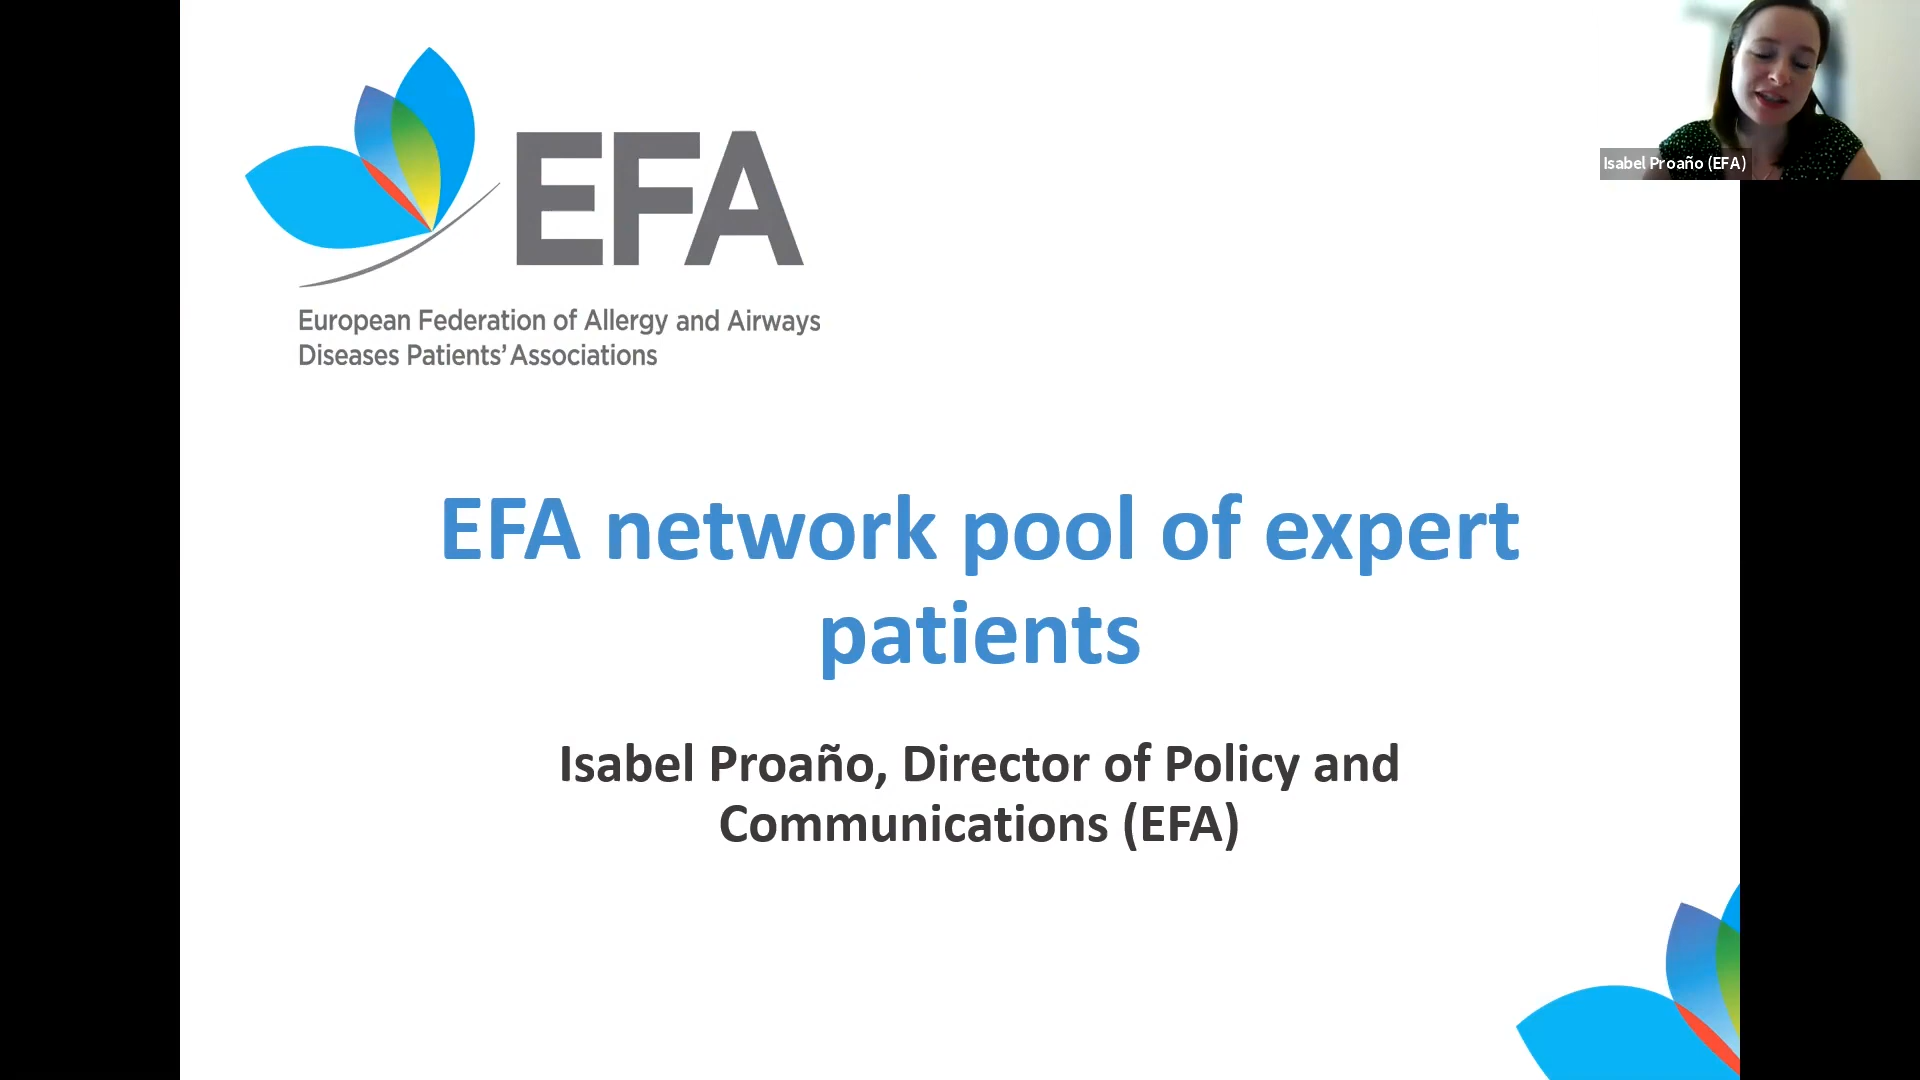 EFA
European Federation of Allergy and Airways
Diseases Patients' Associations
Isabel Proaño (EFA)
EFA network pool of expert
patients
Isabel Proaño, Director of Policy and
Communications (EFA)